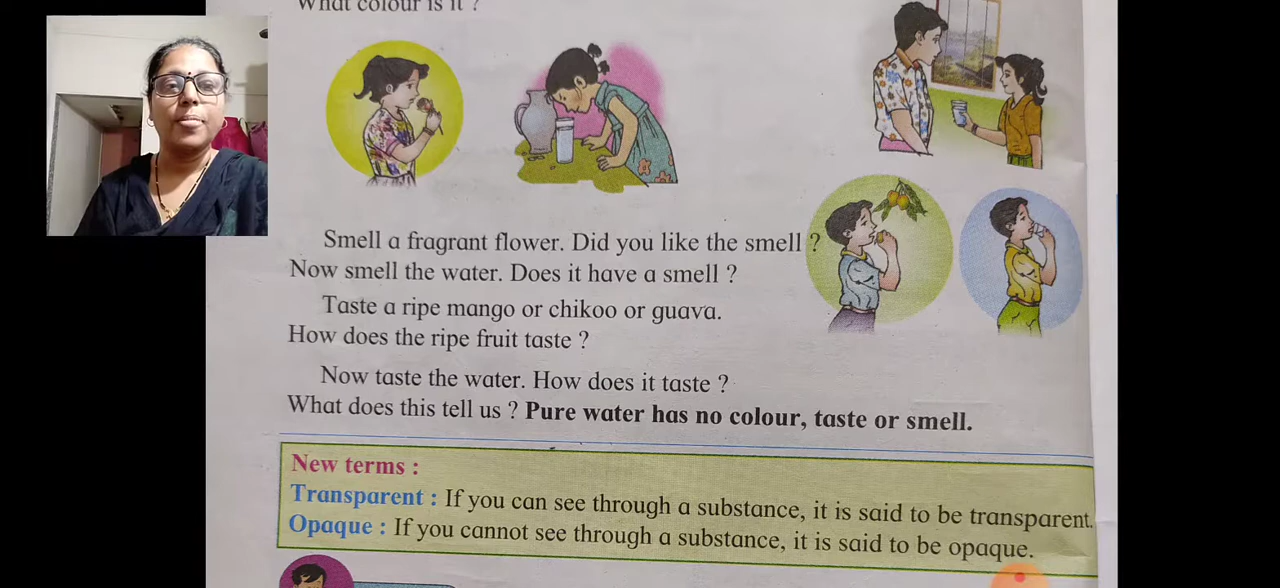 What colour is it ?
Smell a fragrant flower. Did you like the smell ?
Now smell the water. Does it have a smell ?
Taste a ripe mango or chikoo or guava.
How does the ripe fruit taste ?
Now taste the water. How does it taste ?
What does this tell us ? Pure water has no colour, taste or smell.
New terms :
Transparent : If you can see through a substance, it is said to be transparent.
Opaque : If you cannot see through a substance, it is said to be opaque.